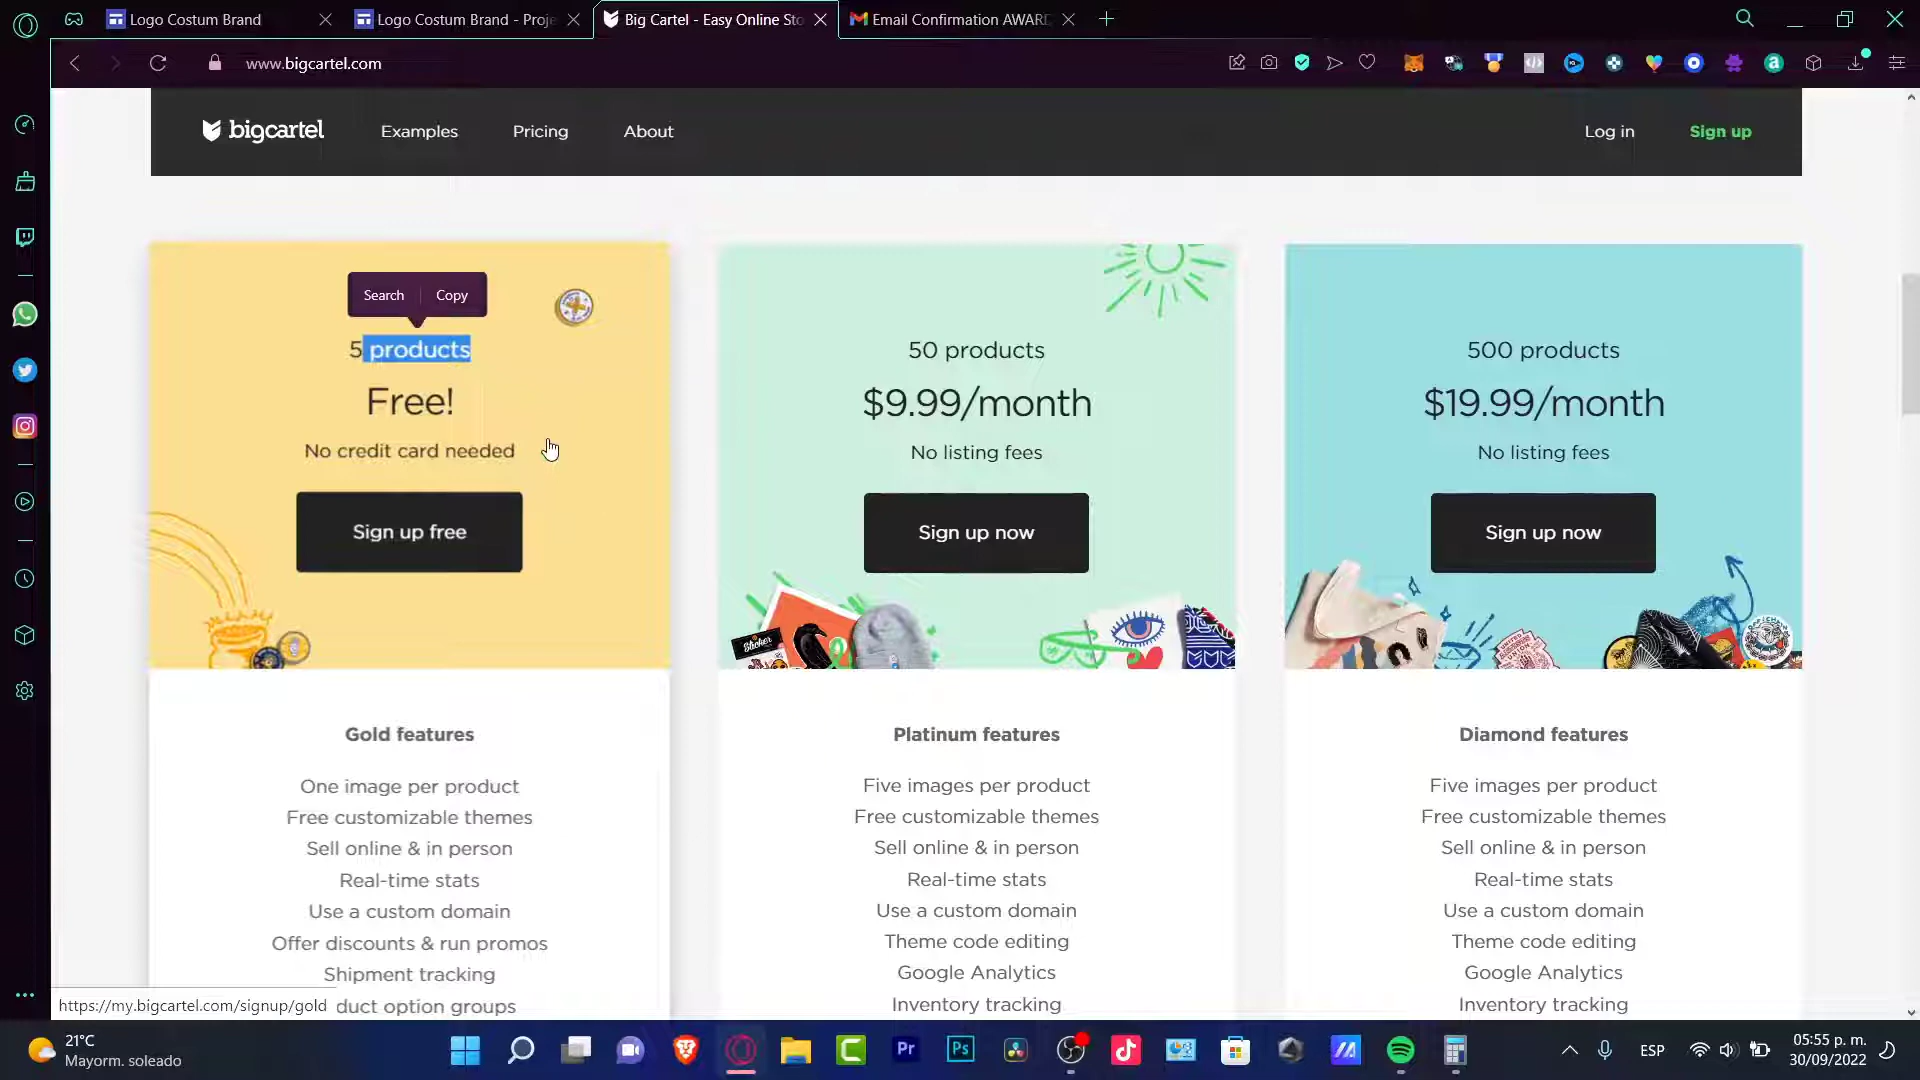 Logo Costum Brand
Logo Costum Brand - Proje
Big Cartel - Easy Online Sto
Email Confirmation AWARD
www.bigcartel.com
bigcartel
Examples
Pricing
About
Log in
Sign up
Search
Copy
5 products
Free!
No credit card needed
Sign up free
50 products
$9.99/month
No listing fees
Sign up now
500 products
$19.99/month
No listing fees
Sign up now
Gold features
One image per product
Free customizable themes
Sell online & in person
Real-time stats
Use a custom domain
Offer discounts & run promos
Shipment tracking
duct option groups
Platinum features
Five images per product
Free customizable themes
Sell online & in person
Real-time stats
Use a custom domain
Theme code editing
Google Analytics
Inventory tracking
Diamond features
Five images per product
Free customizable themes
Sell online & in person
Real-time stats
Use a custom domain
Theme code editing
Google Analytics
Inventory tracking
https://my.bigcartel.com/signup/gold
21°C
Mayorm. soleado
Pr
Ps
ESP
05:55 p. m.
30/09/2022